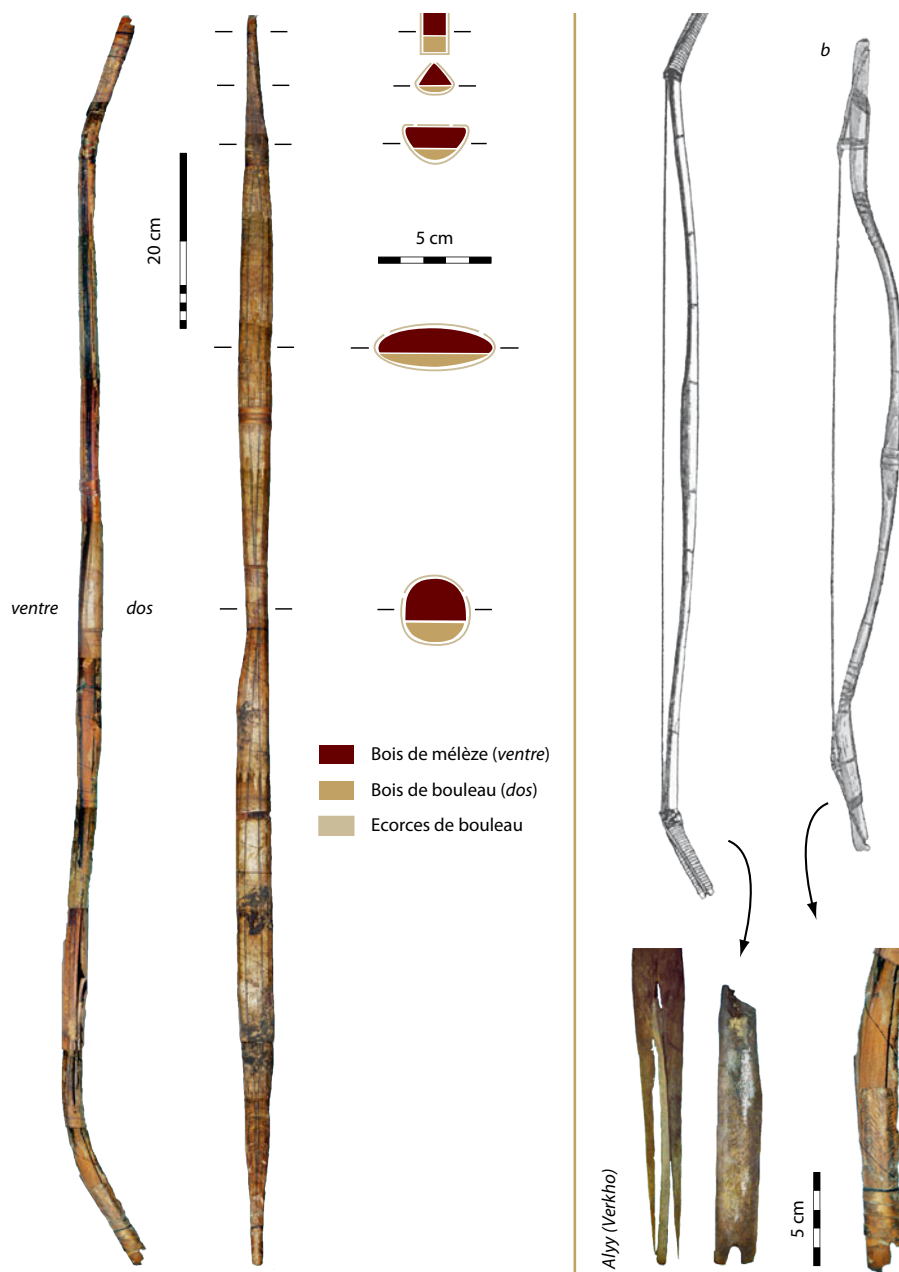 b
20 cm
5 cm
ventre
dos
Bois de mélèze (ventre)
Bois de bouleau (dos)
Ecorces de bouleau
Alyy (Verkho)
5 cm